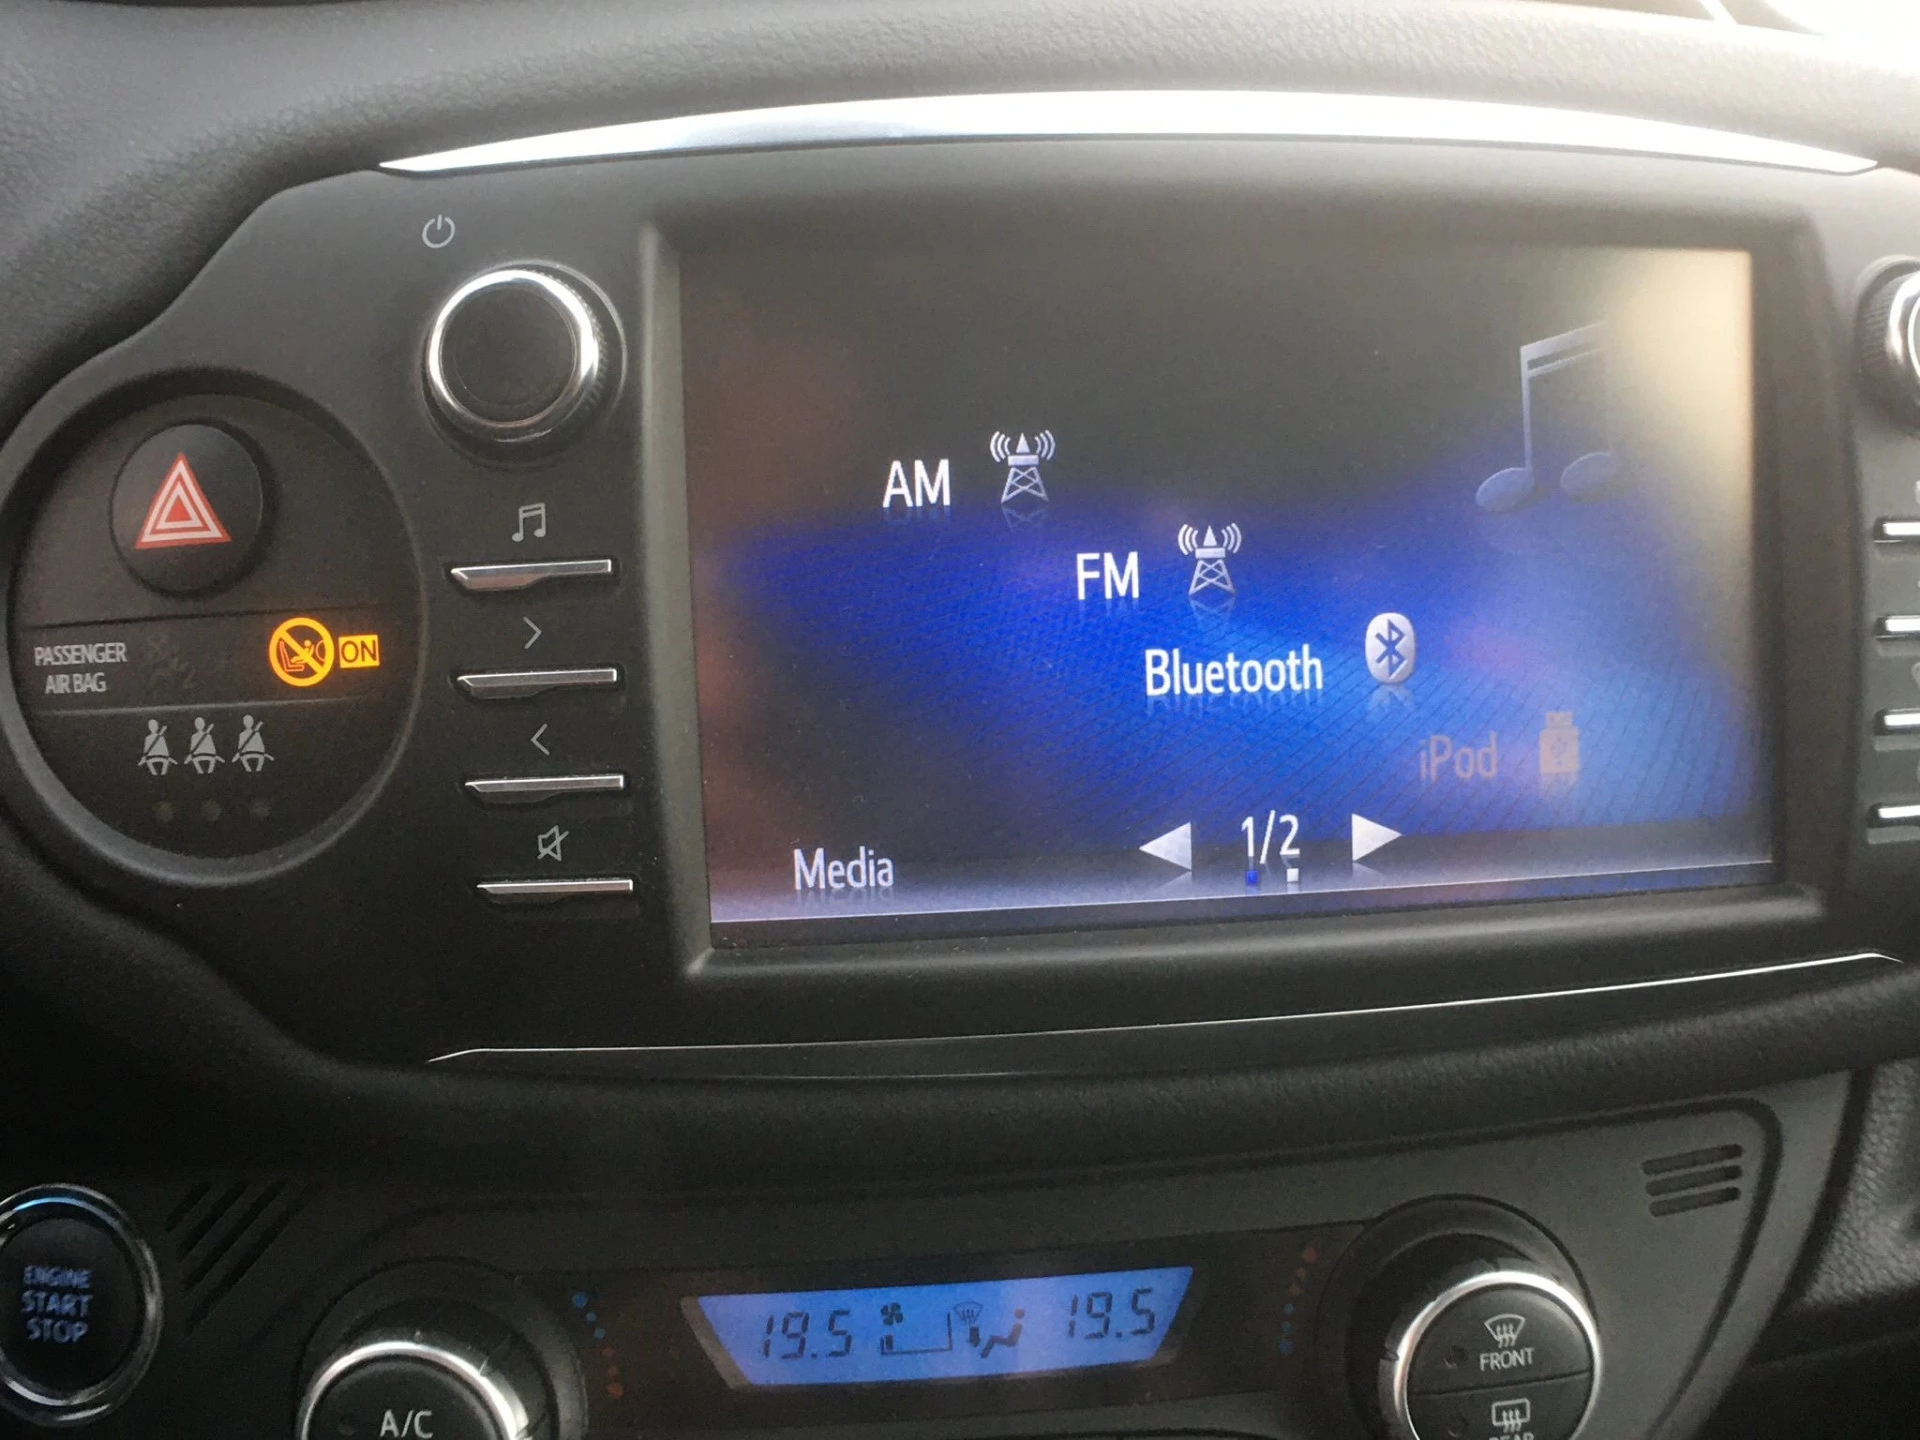 AM
FM
Bluetooth
iPod
Media
1/2
PASSENGER
AIR BAG
ON
ENGINE
START
STOP
19.5
19.5
A/C
FRONT
REAR